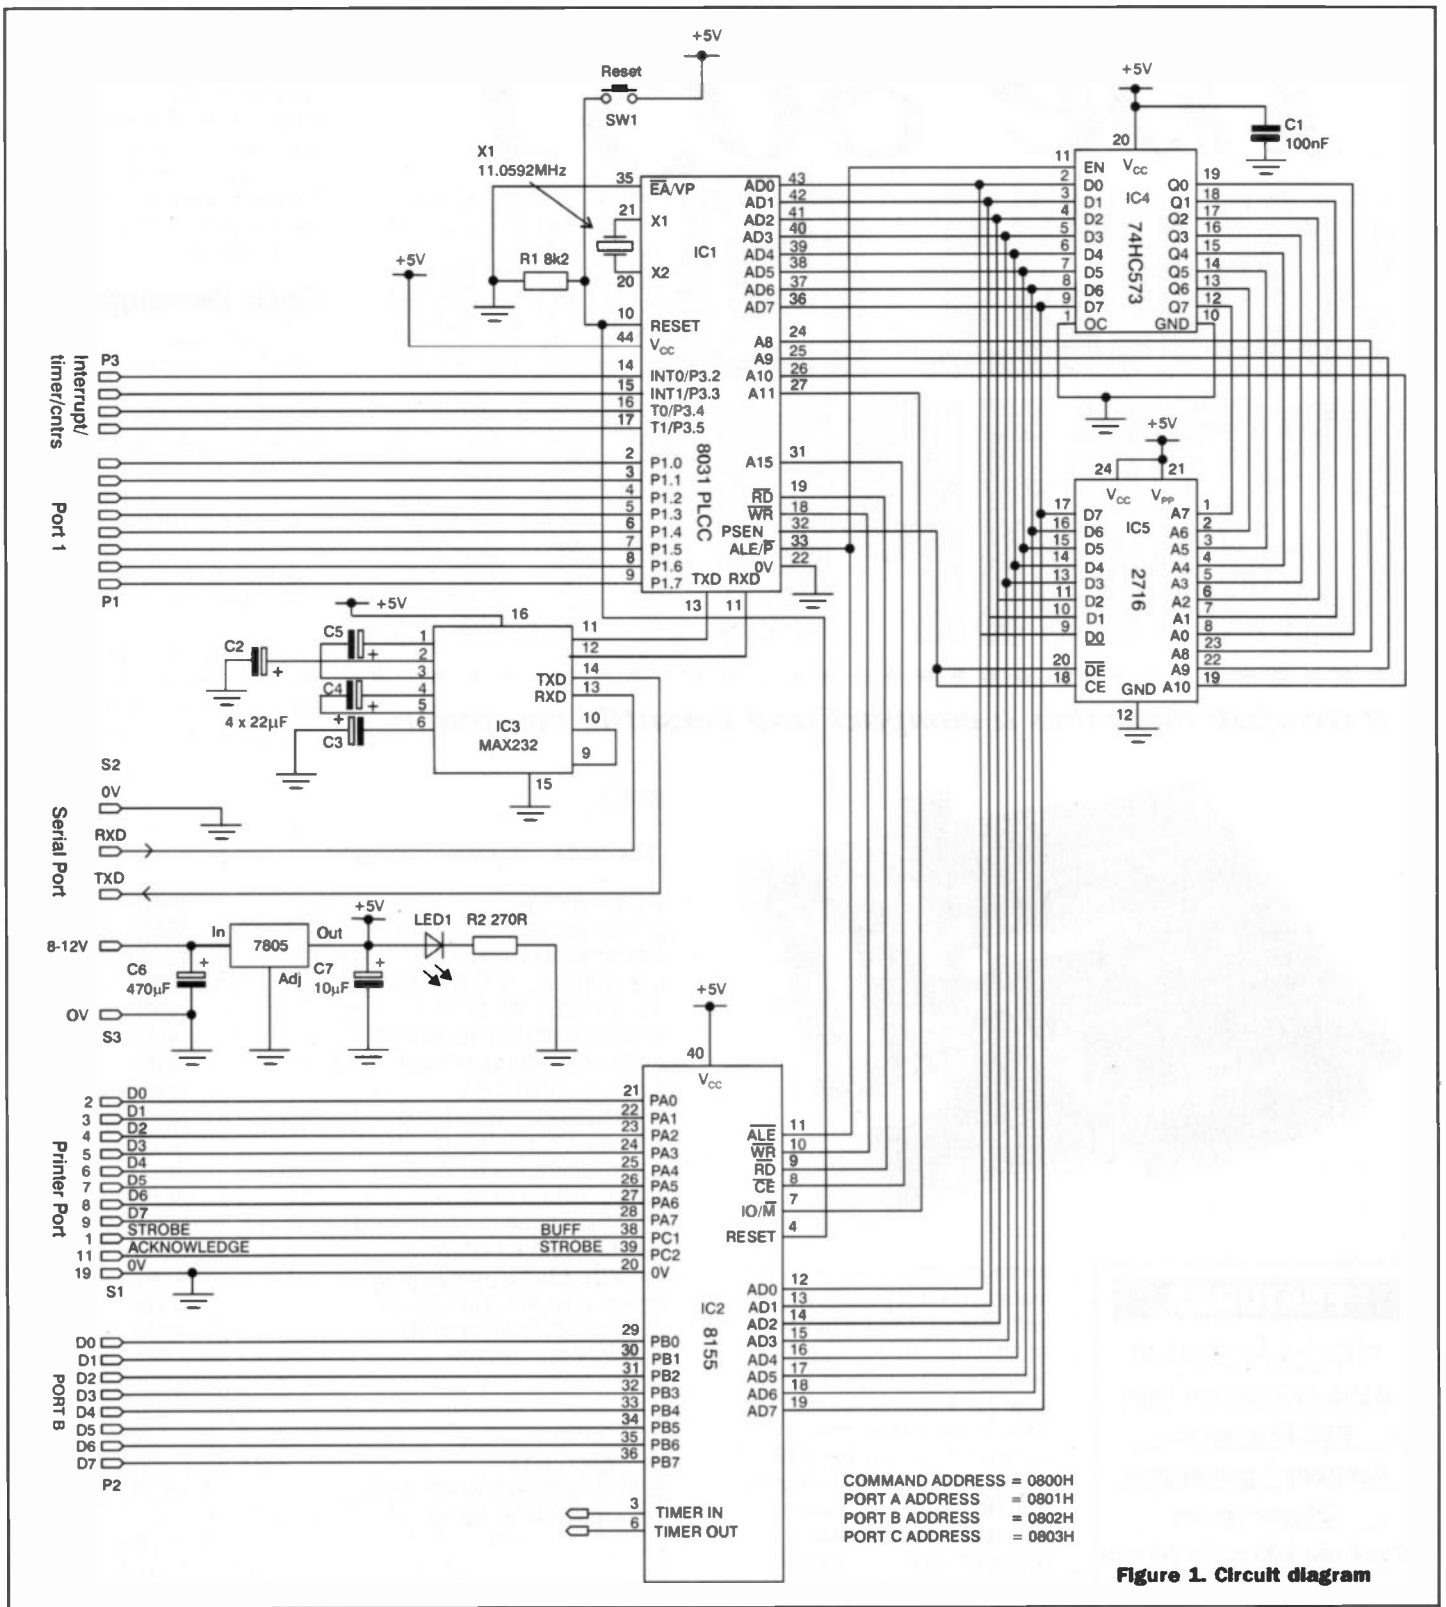 +5V
Reset
SW1
+5V
20
C1
100nF
X1
11.0592MHz
+5V
R1 8k2
35 EA/VP
21 X1
20 X2
10 RESET
44 VCC
14 INT0/P3.2
15 INT1/P3.3
16 T0/P3.4
17 T1/P3.5
2 P1.0
3 P1.1
4 P1.2
5 P1.3
6 P1.4
7 P1.5
8 P1.6
9 P1.7
IC1
8031 PLCC
AD0 43
AD1 42
AD2 41
AD3 40
AD4 39
AD5 38
AD6 37
AD7 36
A8 24
A9 25
A10 26
A11 27
A15 31
RD 19
WR 18
PSEN 32
ALE/P 33
0V 22
TXD RXD
13 11
11 EN
2 D0
3 D1
4 D2
5 D3
6 D4
7 D5
8 D6
9 D7
1 OC
VCC
IC4
74HC573
Q0 19
Q1 18
Q2 17
Q3 16
Q4 15
Q5 14
Q6 13
Q7 12
GND 10
+5V
24 21
VCC VPP
IC5
2716
17 D7
16 D6
15 D5
14 D4
13 D3
11 D2
10 D1
9 D0
20 DE
18 CE
A7 1
A6 2
A5 3
A4 4
A3 5
A2 6
A1 7
A0 8
A8 23
A9 22
A10 19
GND
12
P3
Interrupt/
timer/cntrs
Port 1
P1
+5V
16
C5
+
C2
+
C4
+
4 x 22µF
+
C3
1
2
3
4
5
6
11
12
TXD 14
RXD 13
10
9
IC3
MAX232
15
S2
0V
RXD
TXD
Serial Port
+5V
8-12V
In
7805
Out
Adj
C6
470µF
+
C7
10µF
+
LED1
R2 270R
0V
S3
+5V
40
VCC
Printer Port
2 D0
3 D1
4 D2
5 D3
6 D4
7 D5
8 D6
9 D7
1 STROBE
11 ACKNOWLEDGE
19 0V
S1
BUFF
STROBE
21 PA0
22 PA1
23 PA2
24 PA3
25 PA4
26 PA5
27 PA6
28 PA7
38 PC1
39 PC2
20 0V
ALE 11
WR 10
RD 9
CE 8
IO/M 7
RESET 4
IC2
8155
AD0 12
AD1 13
AD2 14
AD3 15
AD4 16
AD5 17
AD6 18
AD7 19
PORT B
D0
D1
D2
D3
D4
D5
D6
D7
P2
29 PB0
30 PB1
31 PB2
32 PB3
33 PB4
34 PB5
35 PB6
36 PB7
3 TIMER IN
6 TIMER OUT
COMMAND ADDRESS = 0800H
PORT A ADDRESS = 0801H
PORT B ADDRESS = 0802H
PORT C ADDRESS = 0803H
Figure 1. Circuit diagram